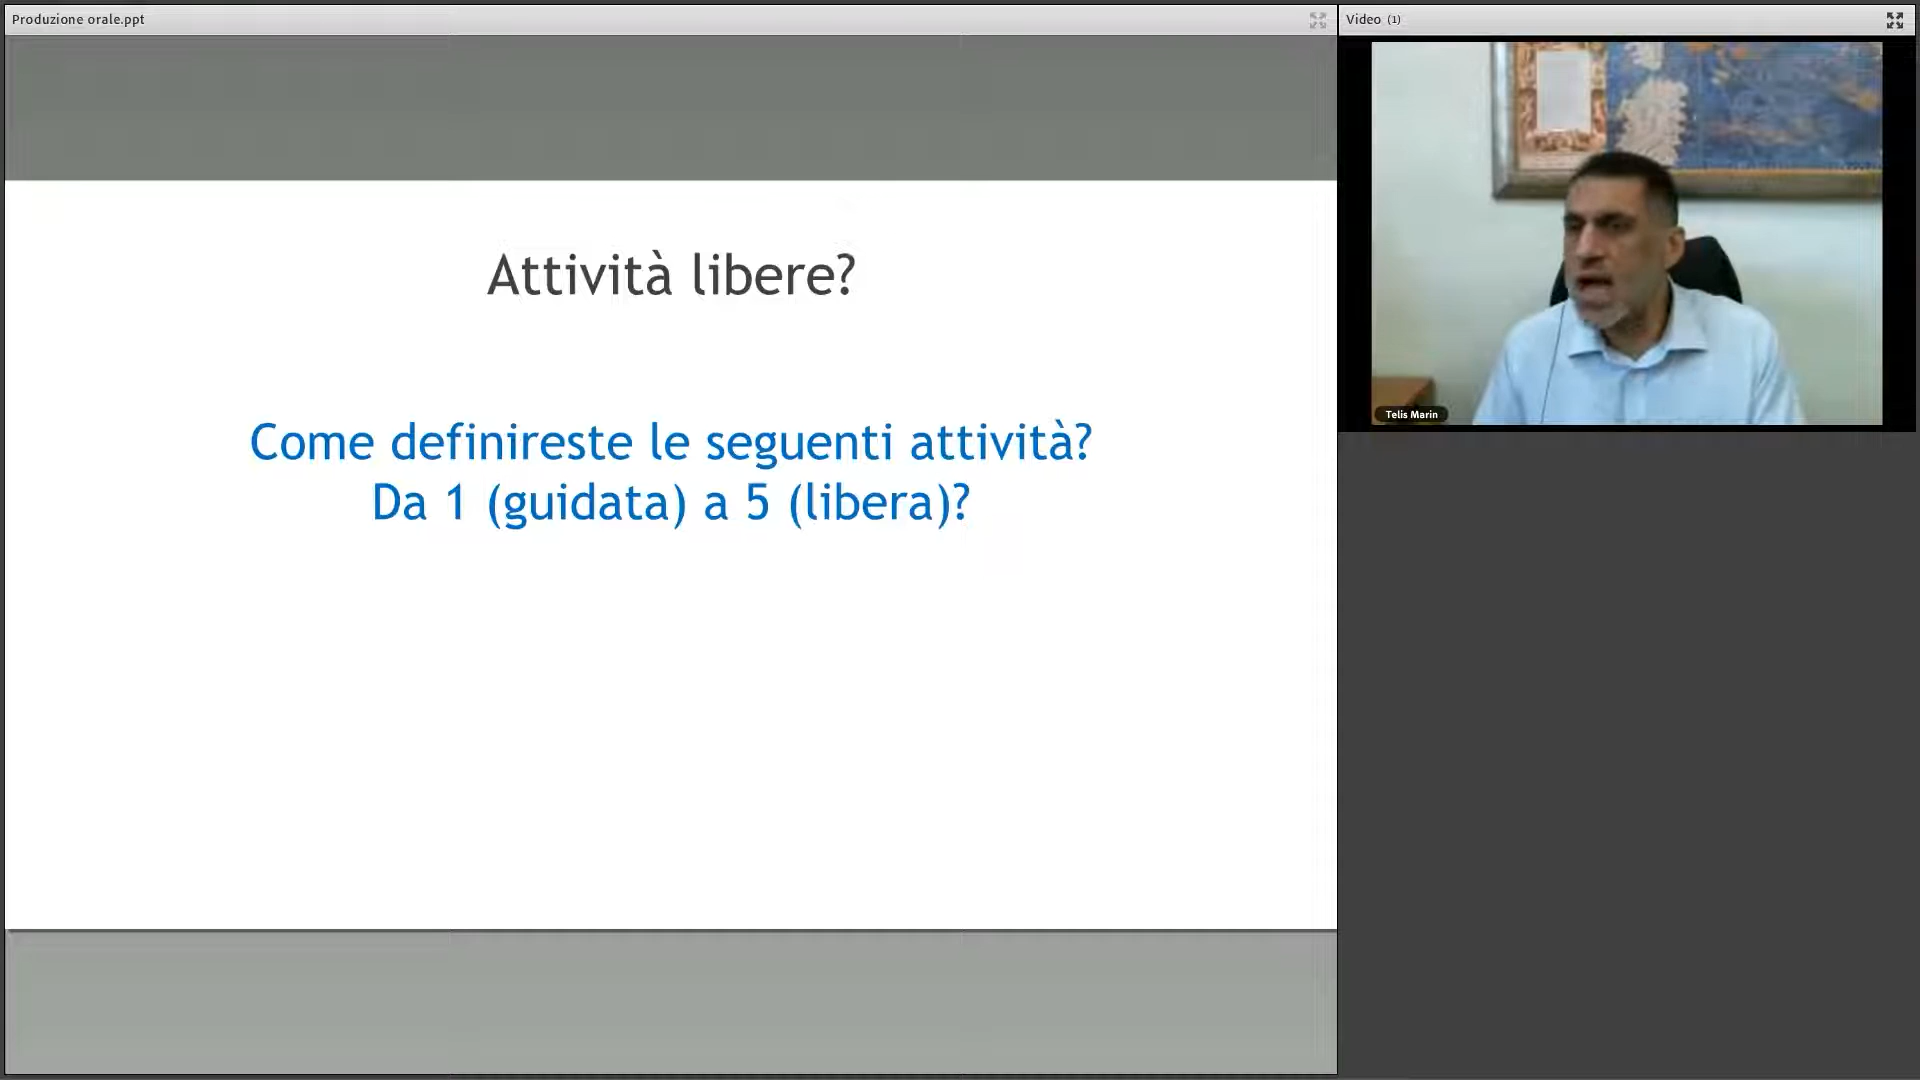 Produzione orale.ppt
Video (1)
Attività libere?
Come definireste le seguenti attività?
Da 1 (guidata) a 5 (libera)?
Telis Marin